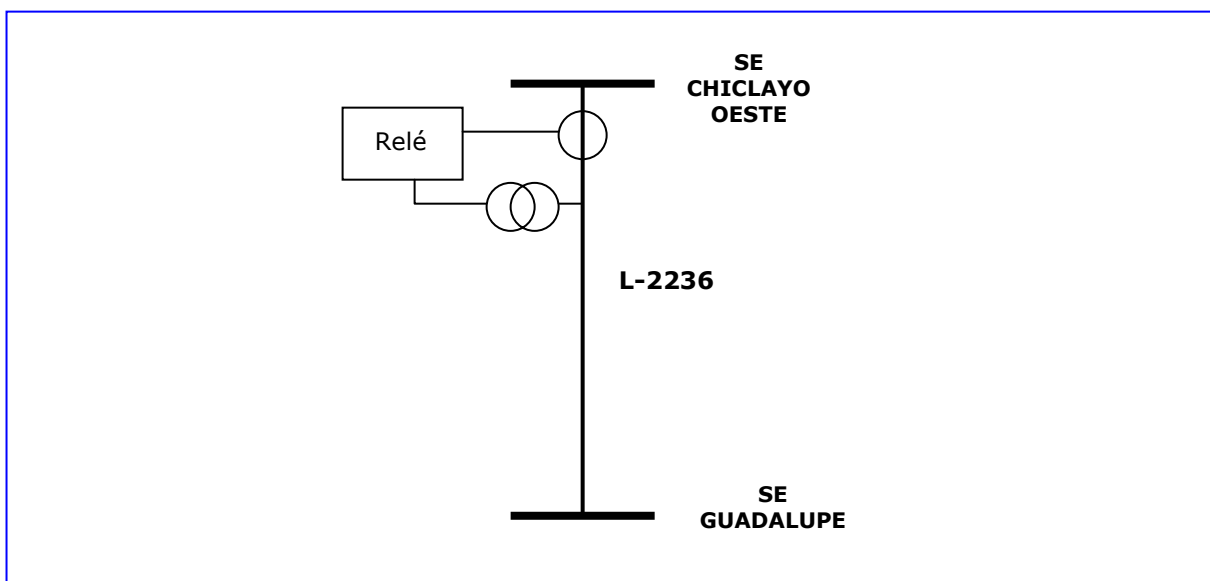 SE
CHICLAYO
OESTE
Relé
L-2236
SE
GUADALUPE